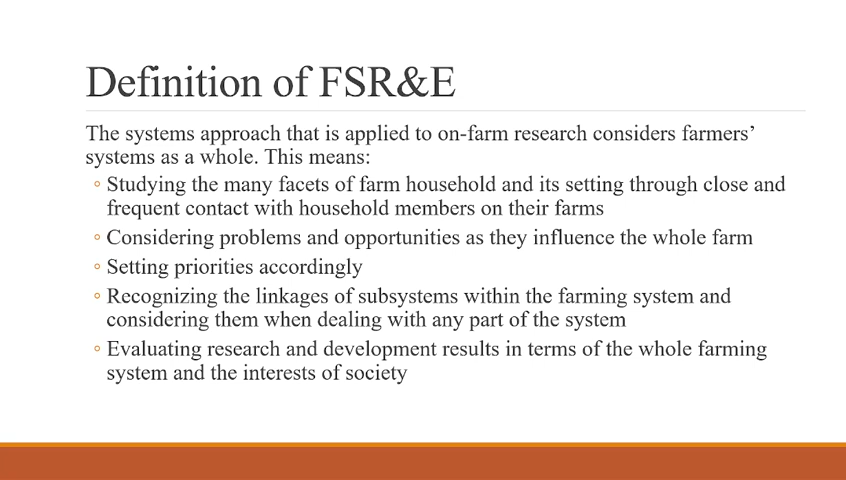 Definition of FSR&E
The systems approach that is applied to on-farm research considers farmers’
systems as a whole. This means:
◦ Studying the many facets of farm household and its setting through close and
frequent contact with household members on their farms
◦ Considering problems and opportunities as they influence the whole farm
◦ Setting priorities accordingly
◦ Recognizing the linkages of subsystems within the farming system and
considering them when dealing with any part of the system
◦ Evaluating research and development results in terms of the whole farming
system and the interests of society